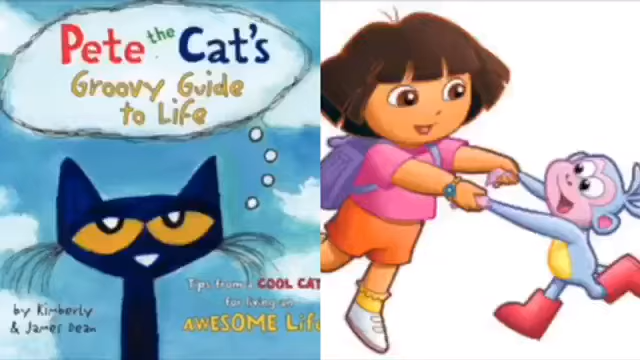 Pete the Cat's
Groovy Guide
to Life
Tips from a COOL CAT
for living an
AWESOME Life
by Kimberly
& James Dean